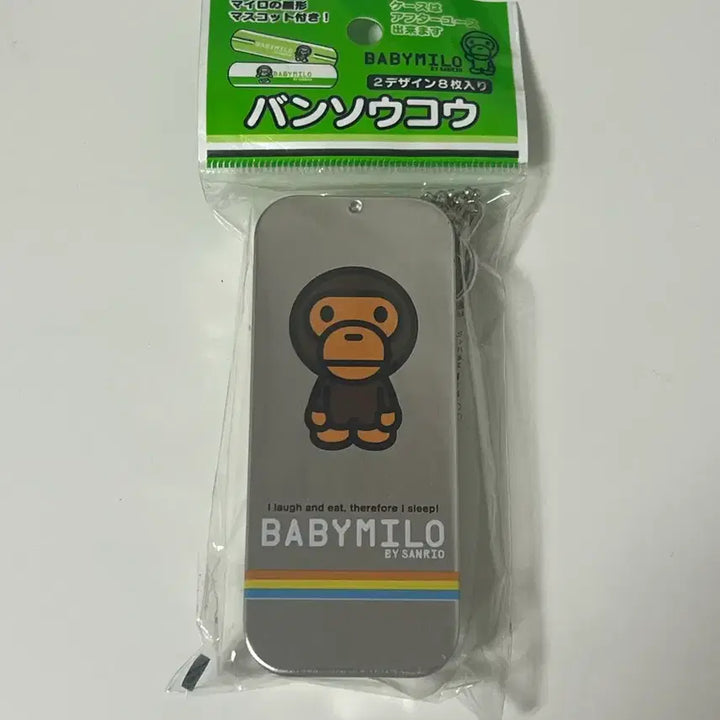 マイロの顔形
マスコット付き！
ケースは
アフターユース
出来ます
BABYMILO
BABYMILO
BABYMILO
BY SANRIO
2デザイン8枚入り
バンソウコウ
I laugh and eat, therefore I sleep!
BABYMILO
BY SANRIO